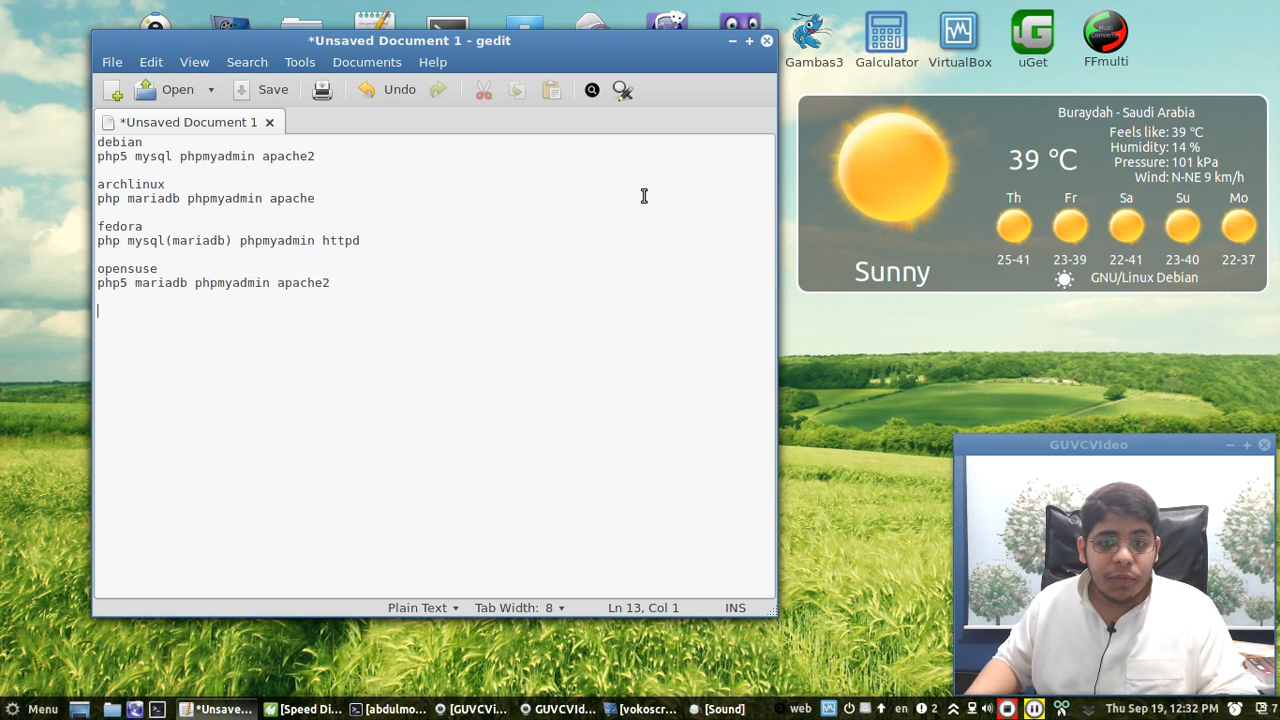 Gambas3
Galculator
VirtualBox
uGet
FFmulti
*Unsaved Document 1 - gedit
File Edit View Search Tools Documents Help
Open Save Undo
*Unsaved Document 1
debian
php5 mysql phpmyadmin apache2
archlinux
php mariadb phpmyadmin apache
fedora
php mysql(mariadb) phpmyadmin httpd
opensuse
php5 mariadb phpmyadmin apache2
Plain Text Tab Width: 8 Ln 13, Col 1 INS
Buraydah - Saudi Arabia
39 °C
Feels like: 39 °C
Humidity: 14 %
Pressure: 101 kPa
Wind: N-NE 9 km/h
Th Fr Sa Su Mo
25-41 23-39 22-41 23-40 22-37
Sunny
GNU/Linux Debian
GUVCVIdeo
Menu *Unsave... [Speed Di... [abdulmo... [GUVCVi... GUVCVId... [vokoscr... [Sound] web en 2 Thu Sep 19, 12:32 PM 7